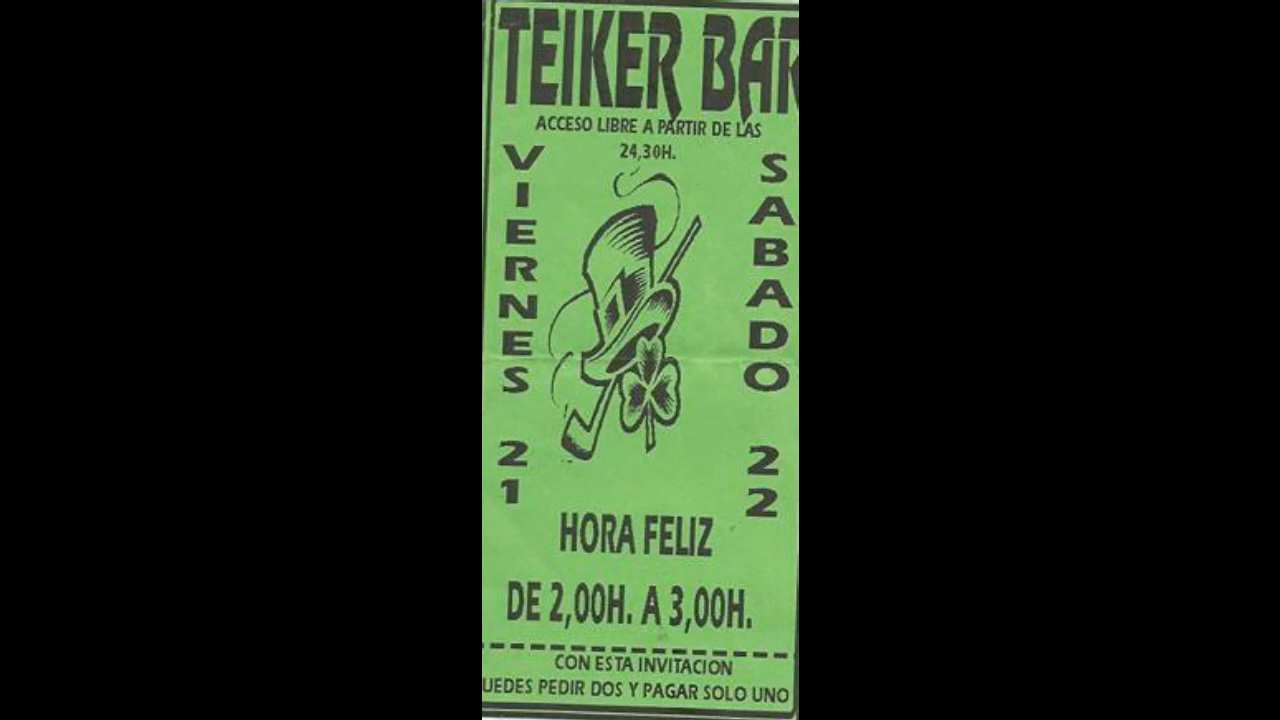 TEIKER BAR
ACCESO LIBRE A PARTIR DE LAS
24,30H.
VIERNES 21
SABADO 22
HORA FELIZ
DE 2,00H. A 3,00H.
CON ESTA INVITACION
UEDES PEDIR DOS Y PAGAR SOLO UNO